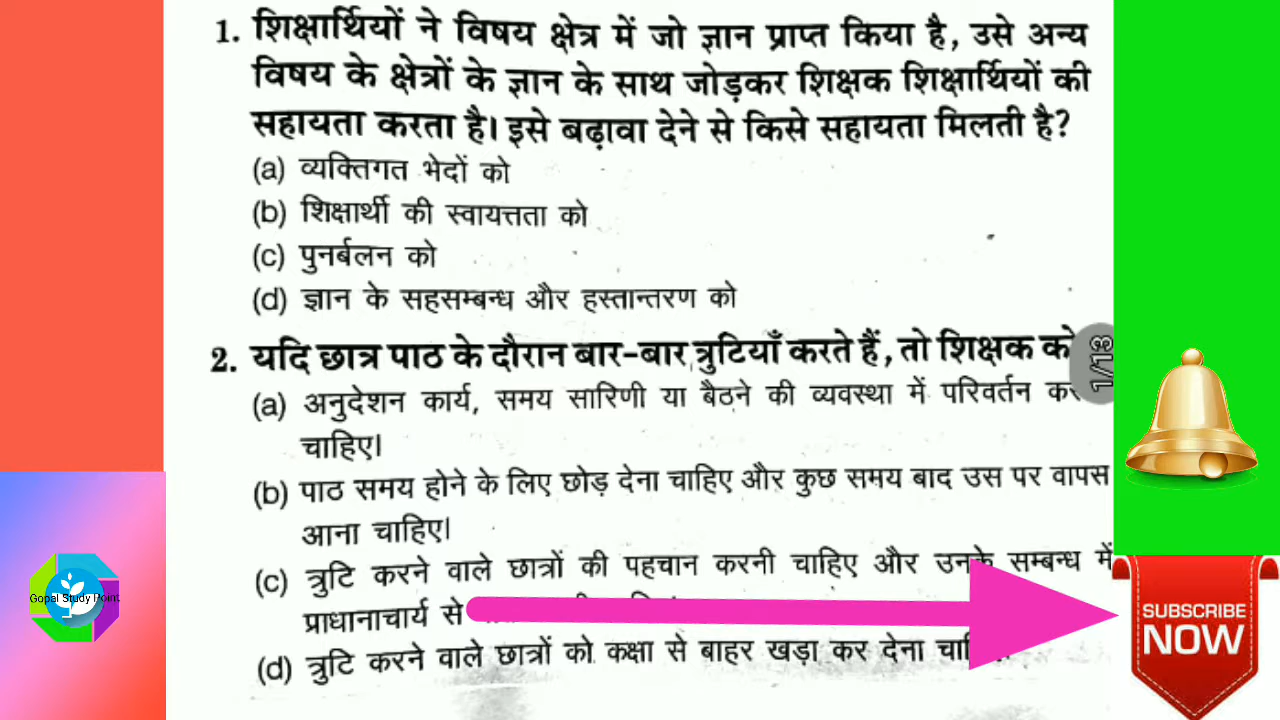 1. शिक्षार्थियों ने विषय क्षेत्र में जो ज्ञान प्राप्त किया है, उसे अन्य
विषय के क्षेत्रों के ज्ञान के साथ जोड़कर शिक्षक शिक्षार्थियों की
सहायता करता है। इसे बढ़ावा देने से किसे सहायता मिलती है?
(a) व्यक्तिगत भेदों को
(b) शिक्षार्थी की स्वायत्तता को
(c) पुनर्बलन को
(d) ज्ञान के सहसम्बन्ध और हस्तान्तरण को
2. यदि छात्र पाठ के दौरान बार-बार त्रुटियाँ करते हैं, तो शिक्षक को
1/13
(a) अनुदेशन कार्य, समय सारिणी या बैठने की व्यवस्था में परिवर्तन
चाहिए।
(b) पाठ समय होने के लिए छोड़ देना चाहिए और कुछ समय बाद उस पर वापस
आना चाहिए।
(c) त्रुटि करने वाले छात्रों की पहचान करनी चाहिए और उनके सम्बन्ध में
प्राधानाचार्य से
(d) त्रुटि करने वाले छात्रों को कक्षा से बाहर खड़ा कर देना
Gopal Study Point
SUBSCRIBE
NOW